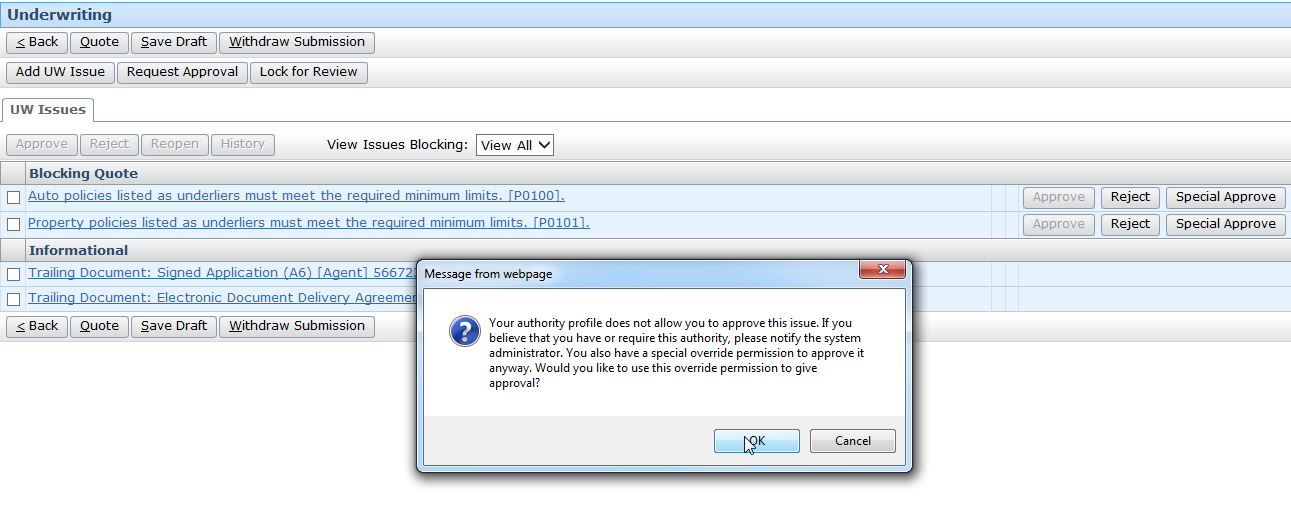 Underwriting
< Back Quote Save Draft Withdraw Submission
Add UW Issue Request Approval Lock for Review
UW Issues
Approve Reject Reopen History View Issues Blocking: View All
Blocking Quote
Auto policies listed as underliers must meet the required minimum limits. [P0100]. Approve Reject Special Approve
Property policies listed as underliers must meet the required minimum limits. [P0101]. Approve Reject Special Approve
Informational
Trailing Document: Signed Application (A6) [Agent]
Trailing Document: Electronic Document Delivery
< Back Quote Save Draft Withdraw Submission
Message from webpage
Your authority profile does not allow you to approve this issue. If you
believe that you have or require this authority, please notify the system
administrator. You also have a special override permission to approve it
anyway. Would you like to use this override permission to give
approval?
OK Cancel